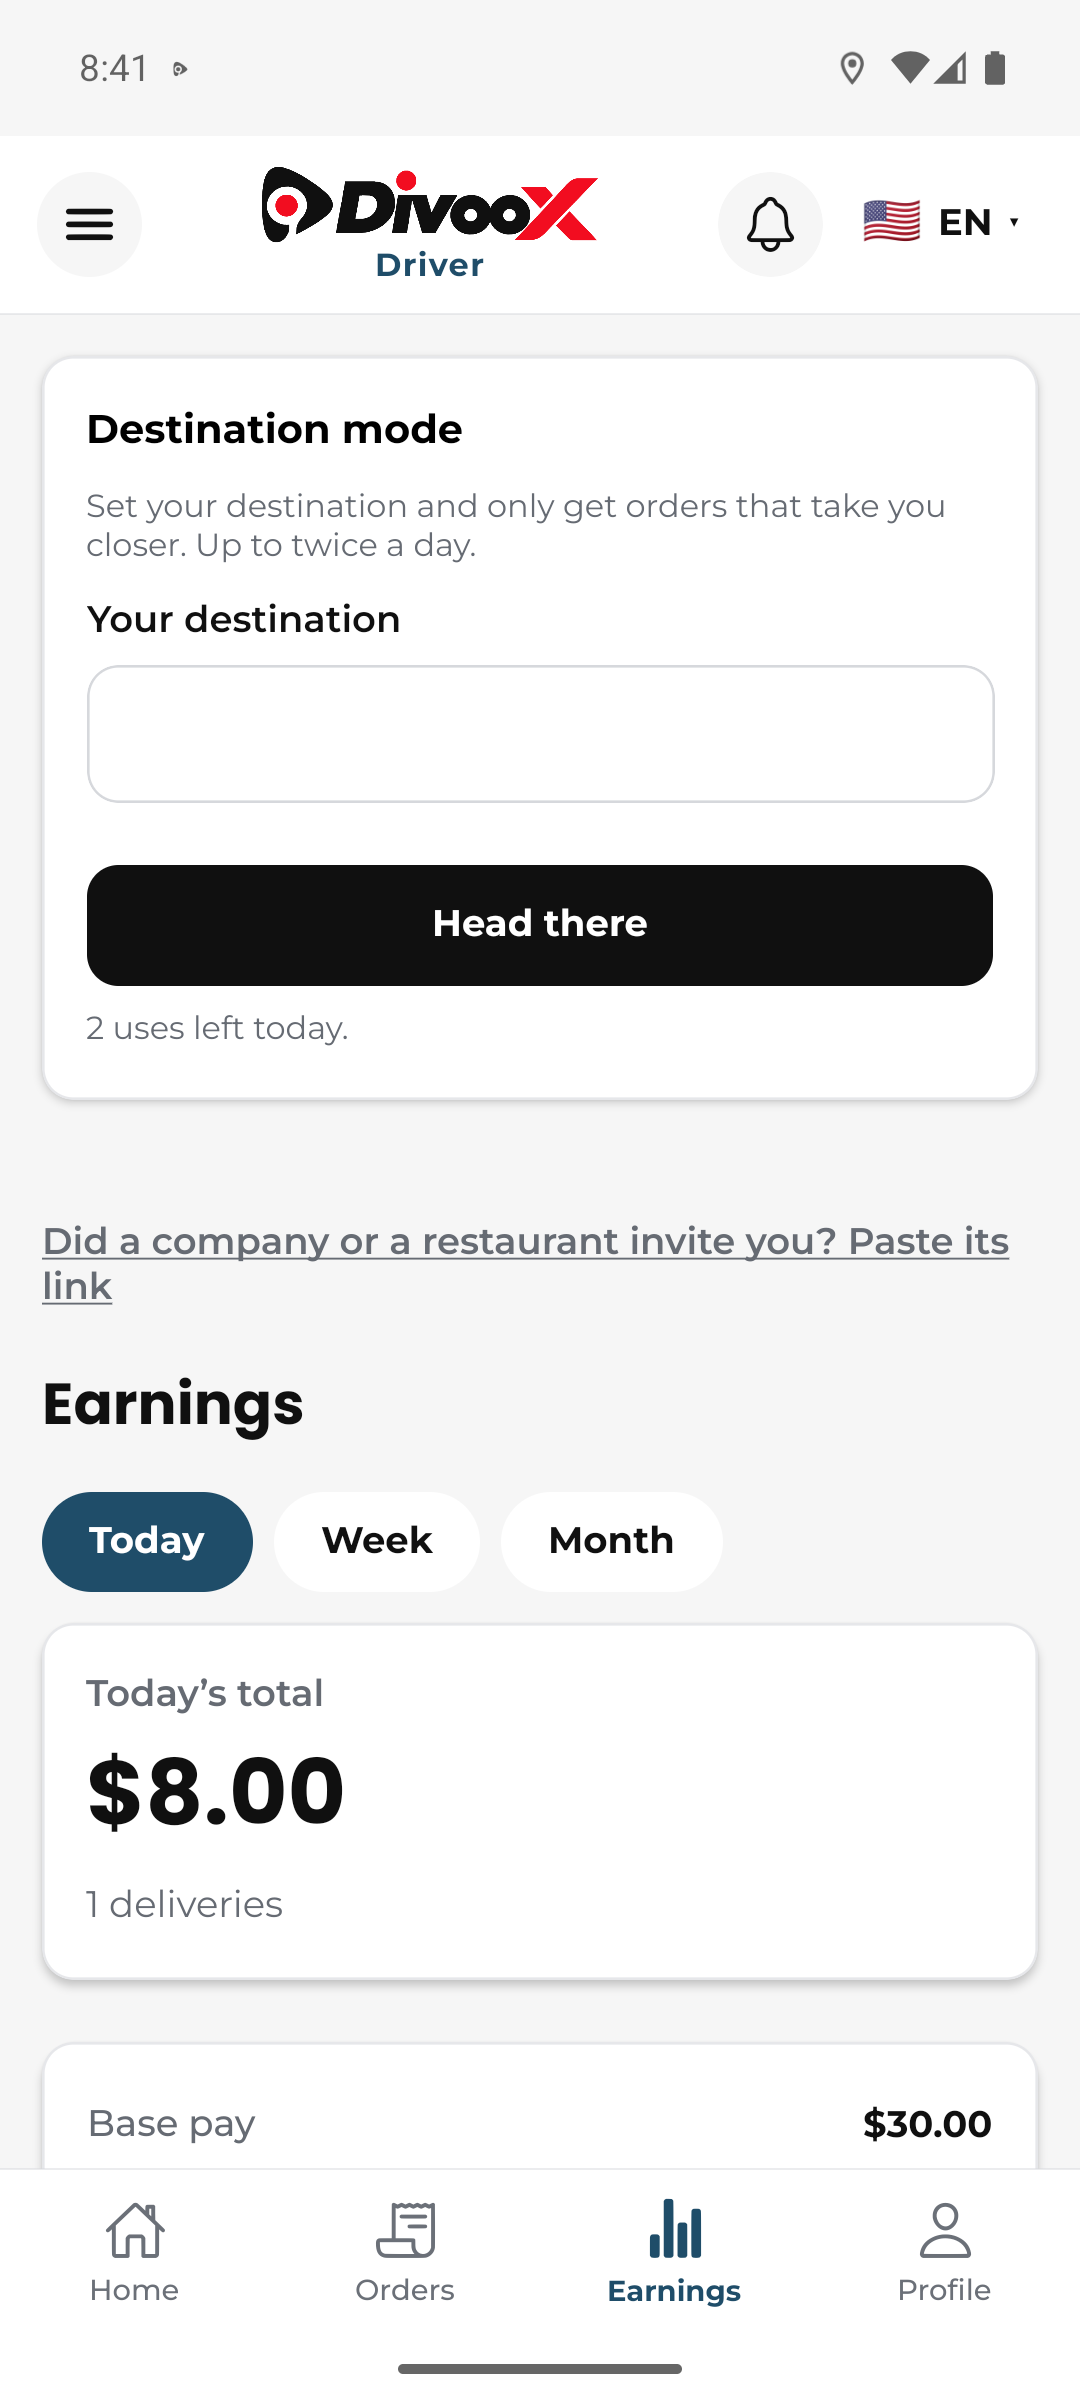 8:41
DivooX
Driver
EN
Destination mode
Set your destination and only get orders that take you
closer. Up to twice a day.
Your destination
Head there
2 uses left today.
Did a company or a restaurant invite you? Paste its
link
Earnings
Today Week Month
Today’s total
$8.00
1 deliveries
Base pay $30.00
Home Orders Earnings Profile